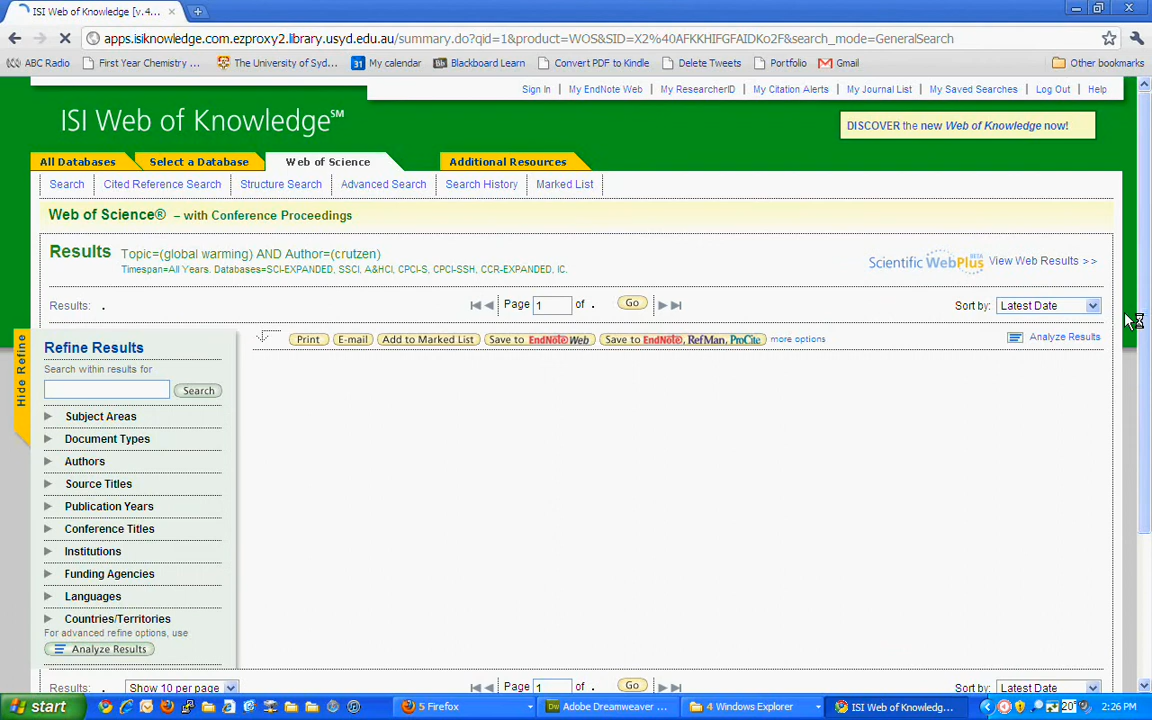 ISI Web of Knowledge [v.4...
apps.isiknowledge.com.ezproxy2.library.usyd.edu.au/summary.do?qid=1&product=WOS&SID=X2%40AFKKHIFGFAIDKo2F&search_mode=GeneralSearch
ABC Radio First Year Chemistry ... The University of Syd... 31 My calendar Bb Blackboard Learn Convert PDF to Kindle Delete Tweets Portfolio Gmail Other bookmarks
Sign In My EndNote Web My ResearcherID My Citation Alerts My Journal List My Saved Searches Log Out Help
ISI Web of Knowledge℠
DISCOVER the new Web of Knowledge now!
All Databases Select a Database Web of Science Additional Resources
Search Cited Reference Search Structure Search Advanced Search Search History Marked List
Web of Science® – with Conference Proceedings
Results Topic=(global warming) AND Author=(crutzen)
Timespan=All Years. Databases=SCI-EXPANDED, SSCI, A&HCI, CPCI-S, CPCI-SSH, CCR-EXPANDED, IC.
Scientific WebPlus BETA View Web Results >>
Results: . Page 1 of . Go Sort by: Latest Date
Hide Refine
Print E-mail Add to Marked List Save to EndNote Web Save to EndNote, RefMan, ProCite more options Analyze Results
Refine Results
Search within results for
Search
Subject Areas
Document Types
Authors
Source Titles
Publication Years
Conference Titles
Institutions
Funding Agencies
Languages
Countries/Territories
For advanced refine options, use
Analyze Results
Results: . Show 10 per page Page 1 of . Go Sort by: Latest Date
start 5 Firefox Dw Adobe Dreamweaver ... 4 Windows Explorer ISI Web of Knowledg... 20° 2:26 PM